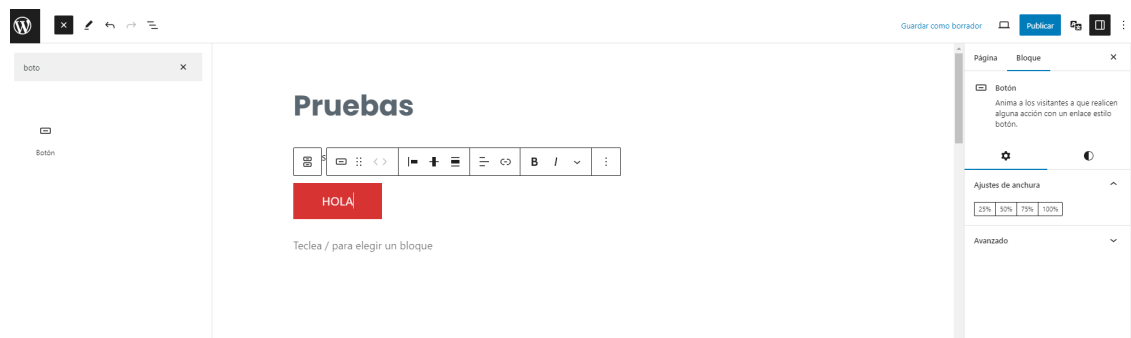 Guardar como borrador
Publicar
boto
Botón
Pruebas
B I
HOLA
Teclea / para elegir un bloque
Página Bloque
Botón
Anima a los visitantes a que realicen
alguna acción con un enlace estilo
botón.
Ajustes de anchura
25% 50% 75% 100%
Avanzado